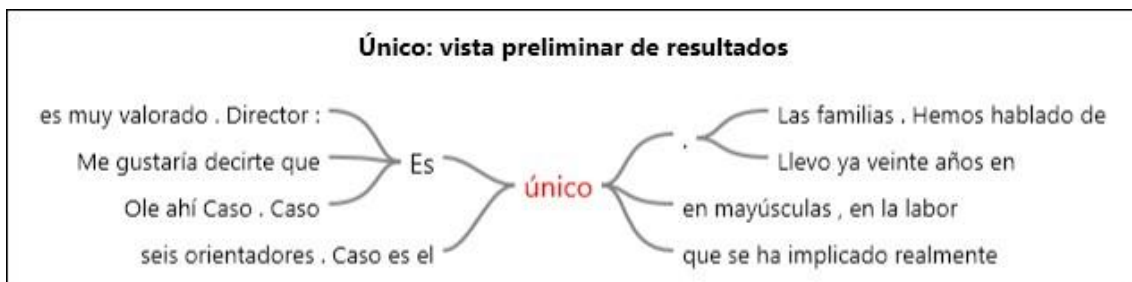 Único: vista preliminar de resultados
es muy valorado . Director :
Me gustaría decirte que
Ole ahí Caso . Caso
Es
seis orientadores . Caso es el
único
.
Las familias . Hemos hablado de
Llevo ya veinte años en
en mayúsculas , en la labor
que se ha implicado realmente